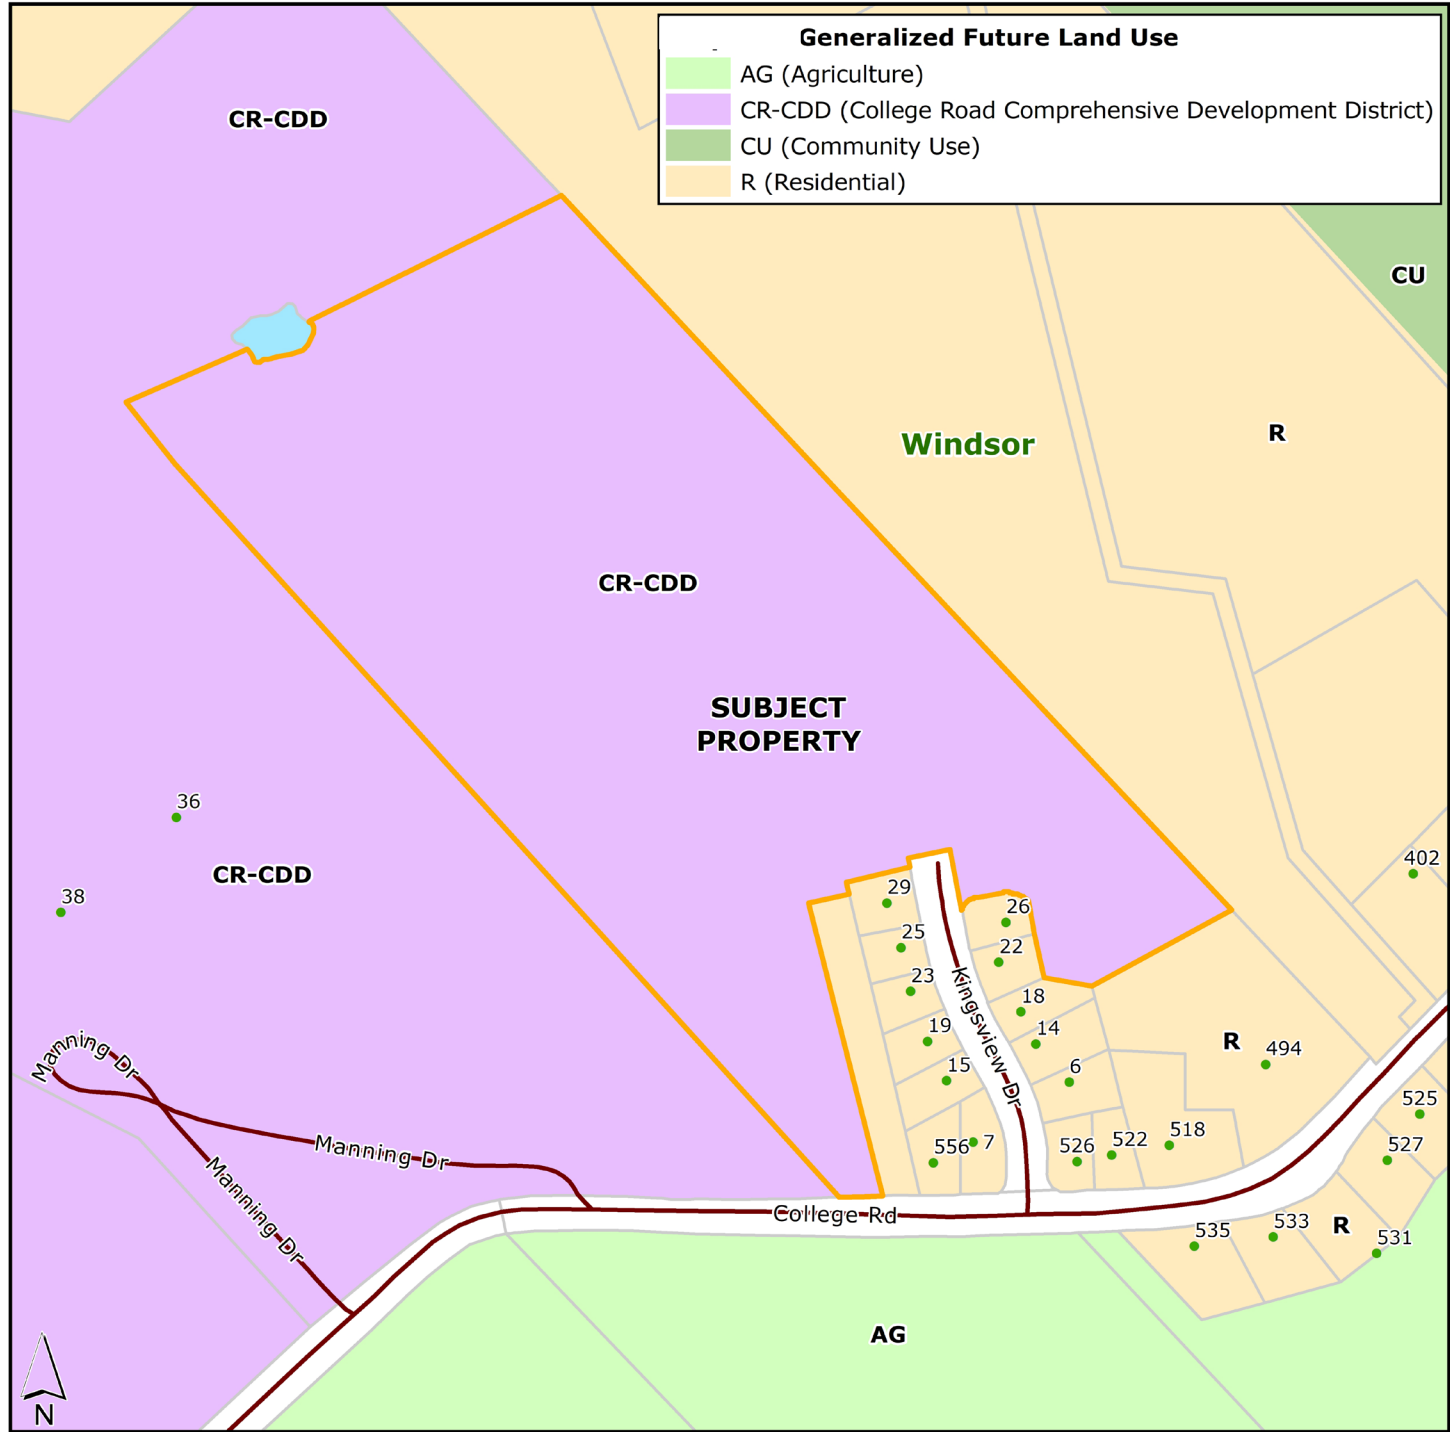 Generalized Future Land Use
AG (Agriculture)
CR-CDD (College Road Comprehensive Development District)
CU (Community Use)
R (Residential)
CR-CDD
CU
R
Windsor
CR-CDD
SUBJECT
PROPERTY
36
402
CR-CDD
29
38
26
25
22
23
18
19
14
Kingsview Dr
R
494
Manning Dr
15
6
525
518
7
522
526
527
556
Manning Dr
Manning Dr
College Rd
533
R
535
531
AG
N